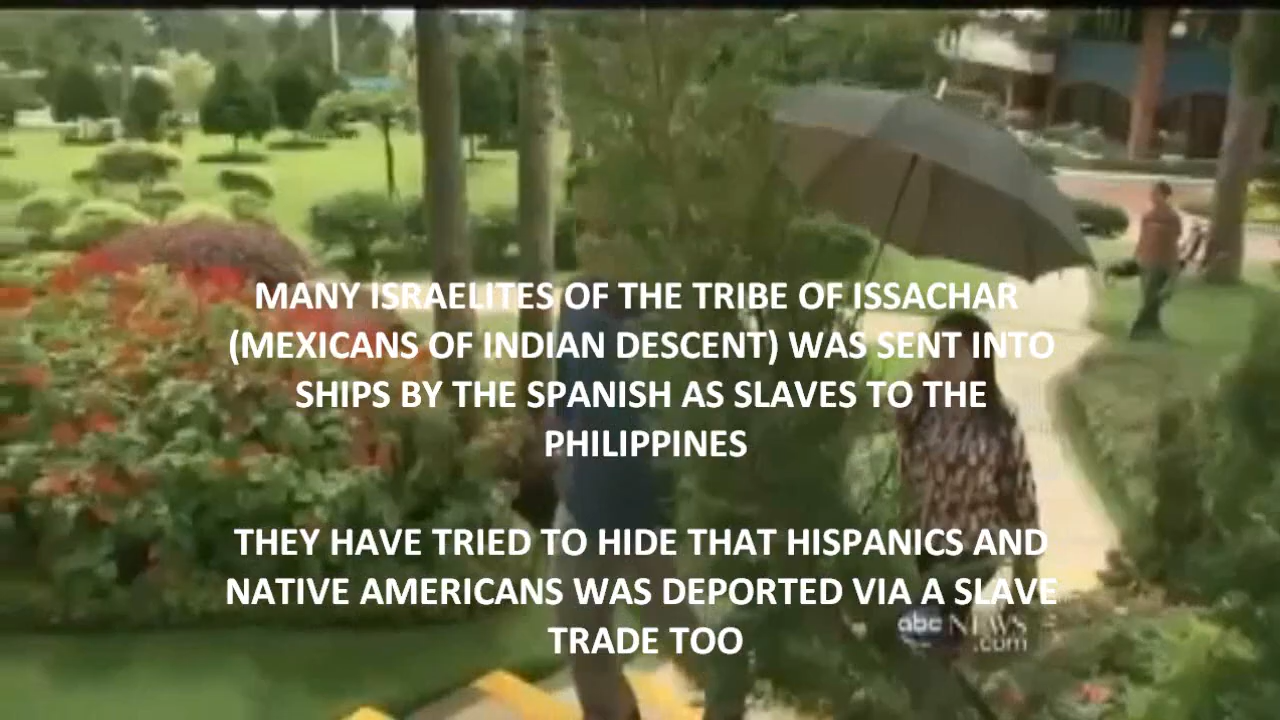 MANY ISRAELITES OF THE TRIBE OF ISSACHAR
(MEXICANS OF INDIAN DESCENT) WAS SENT INTO
SHIPS BY THE SPANISH AS SLAVES TO THE
PHILIPPINES
THEY HAVE TRIED TO HIDE THAT HISPANICS AND
NATIVE AMERICANS WAS DEPORTED VIA A SLAVE
TRADE TOO
abc NEWS
.com